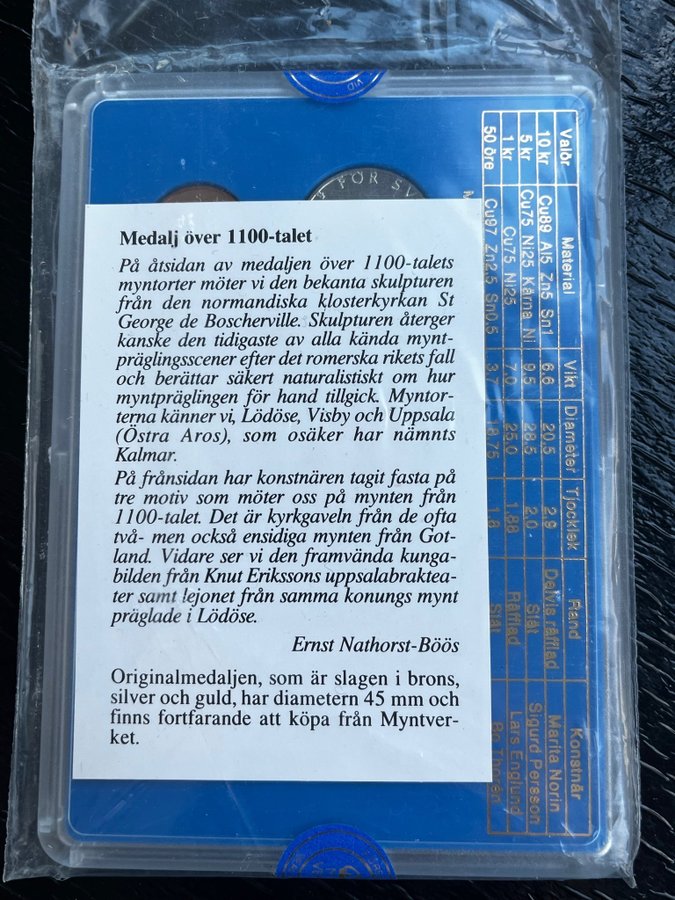 VID
FÖR SV
Medalj över 1100-talet
På åtsidan av medaljen över 1100-talets
myntorter möter vi den bekanta skulpturen
från den normandiska klosterkyrkan St
George de Boscherville. Skulpturen återger
kanske den tidigaste av alla kända mynt-
präglingsscener efter det romerska rikets fall
och berättar säkert naturalistiskt om hur
myntpräglingen för hand tillgick. Myntor-
terna känner vi, Lödöse, Visby och Uppsala
(Östra Aros), som osäker har nämnts
Kalmar.
På frånsidan har konstnären tagit fasta på
tre motiv som möter oss på mynten från
1100-talet. Det är kyrkgaveln från de ofta
två- men också ensidiga mynten från Got-
land. Vidare ser vi den framvända kunga-
bilden från Knut Erikssons uppsalabraktea-
ter samt lejonet från samma konungs mynt
präglade i Lödöse.
Ernst Nathorst-Böös
Originalmedaljen, som är slagen i brons,
silver och guld, har diametern 45 mm och
finns fortfarande att köpa från Myntver-
ket.
Valör Material Vikt Diameter Tjocklek Rand Konstnär
10 kr Cu89 Al5 Zn5 Sn1 6.6 20,5 2,9 Delvis räfflad Marita Norin
5 kr Cu75 Ni25 Kärna Ni 9.5 28,5 2,0 Slät Sigurd Persson
1 kr Cu75 Ni25 7.0 25,0 1,88 Räfflad Lars Englund
50 öre Cu97 Zn2,5 Sn0,5 3.7 18,75 1,8 Slät Bo Thorén